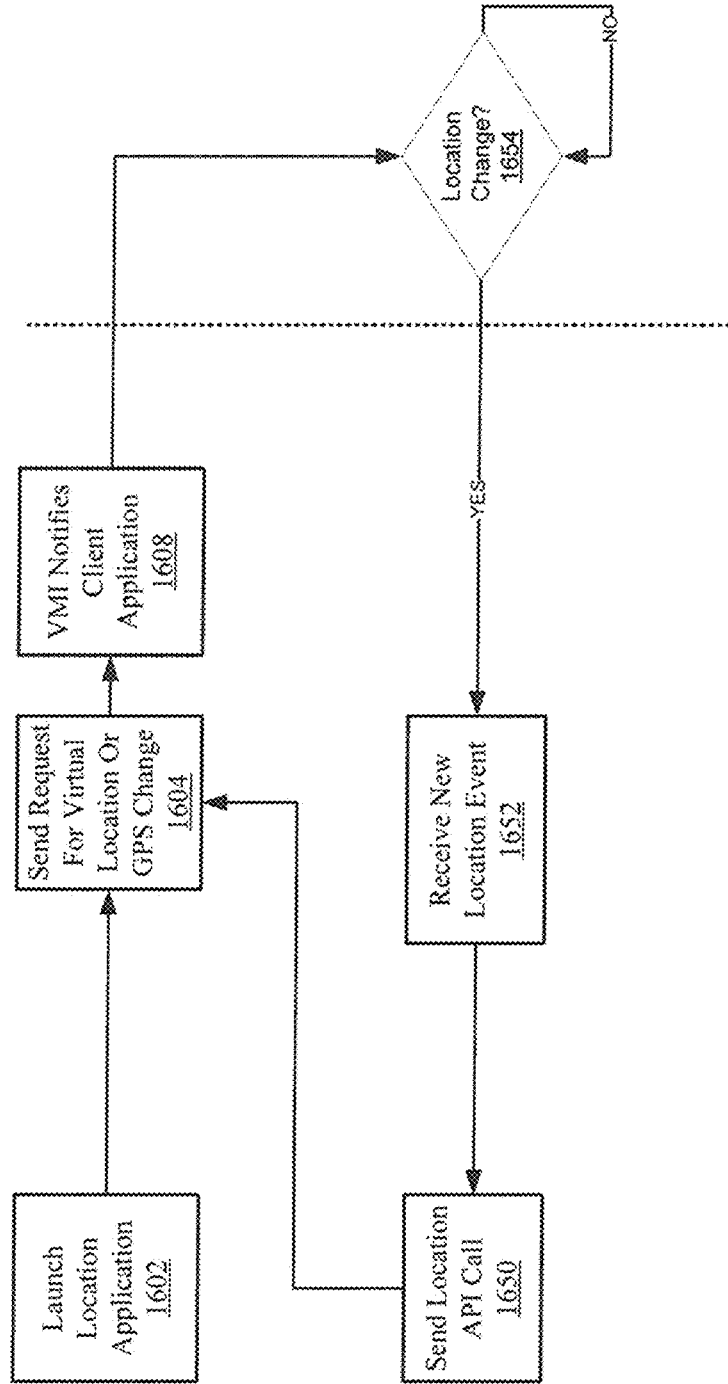 Launch
Location
Application
1602
Send Request
For Virtual
Location Or
GPS Change
1604
VMI Notifies
Client
Application
1608
Location
Change?
1654
NO
YES
Receive New
Location Event
1652
Send Location
API Call
1650